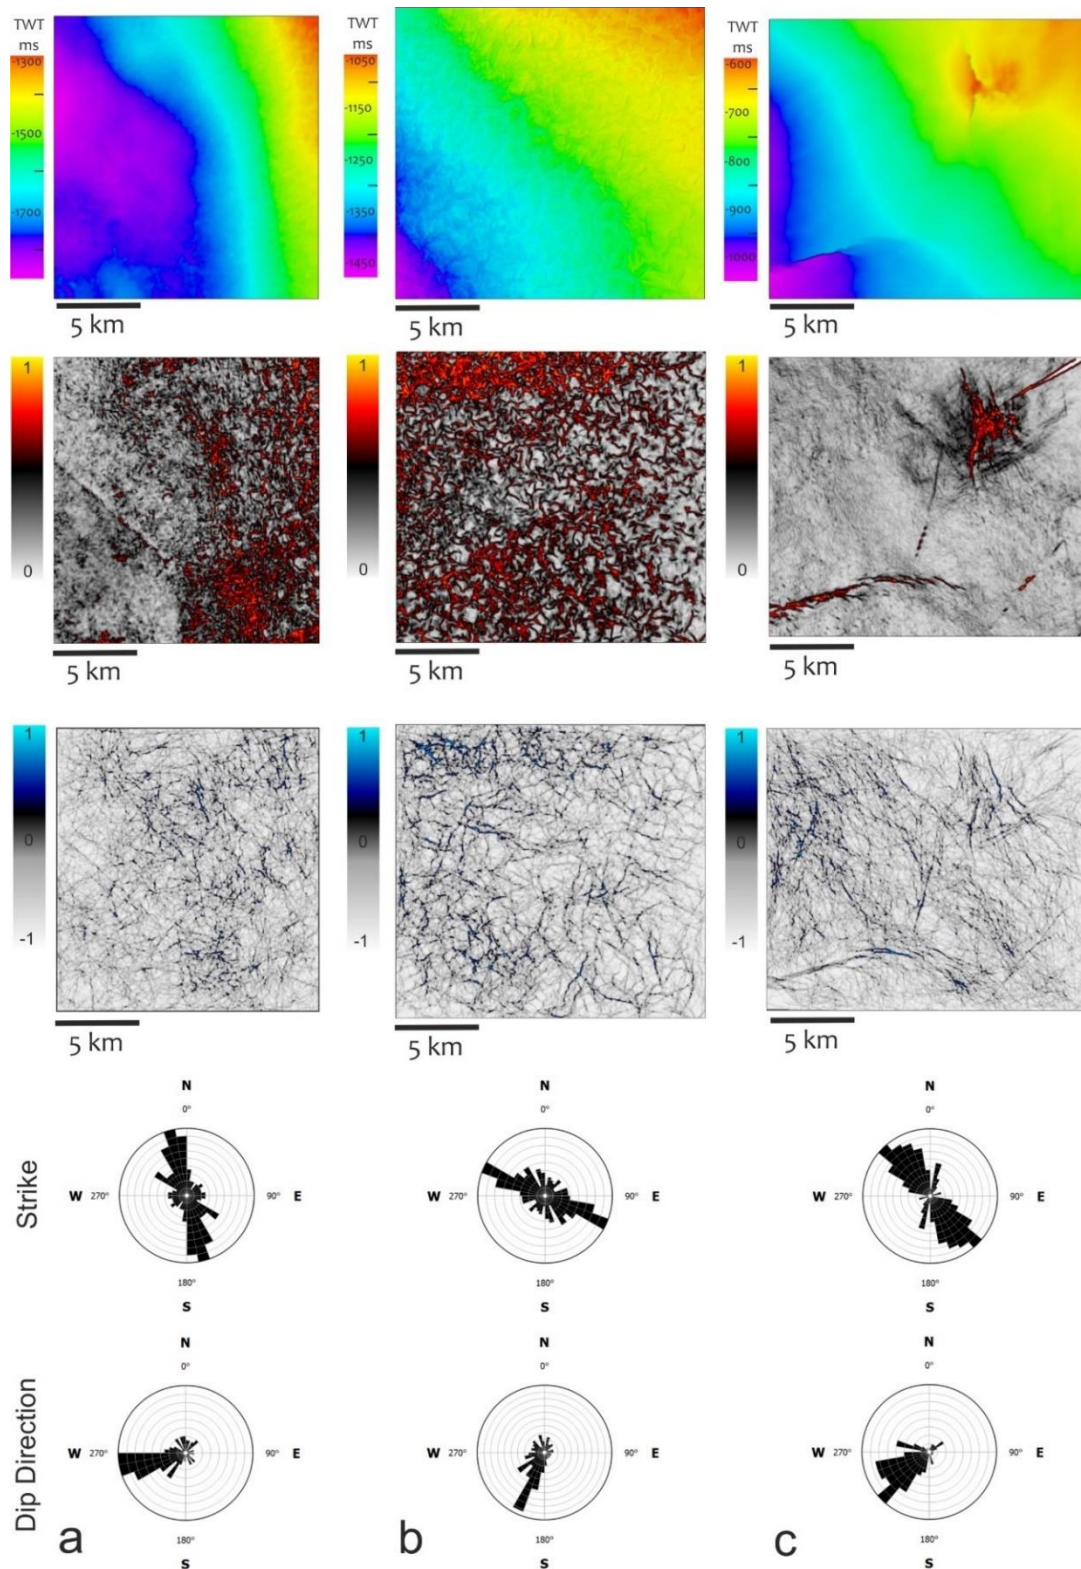 TWT
ms
-1300
-1500
-1700
5 km
TWT
ms
-1050
-1150
-1250
-1350
-1450
5 km
TWT
ms
-600
-700
-800
-900
-1000
5 km
1
0
5 km
1
0
5 km
1
0
5 km
1
0
-1
5 km
1
0
-1
5 km
1
0
-1
5 km
Strike
N
0°
W 270° 90° E
180°
S
N
0°
W 270° 90° E
180°
S
N
0°
W 270° 90° E
180°
S
Dip Direction
N
0°
W 270° 90° E
180°
S
N
0°
W 270° 90° E
180°
S
N
0°
W 270° 90° E
180°
S
a
b
c